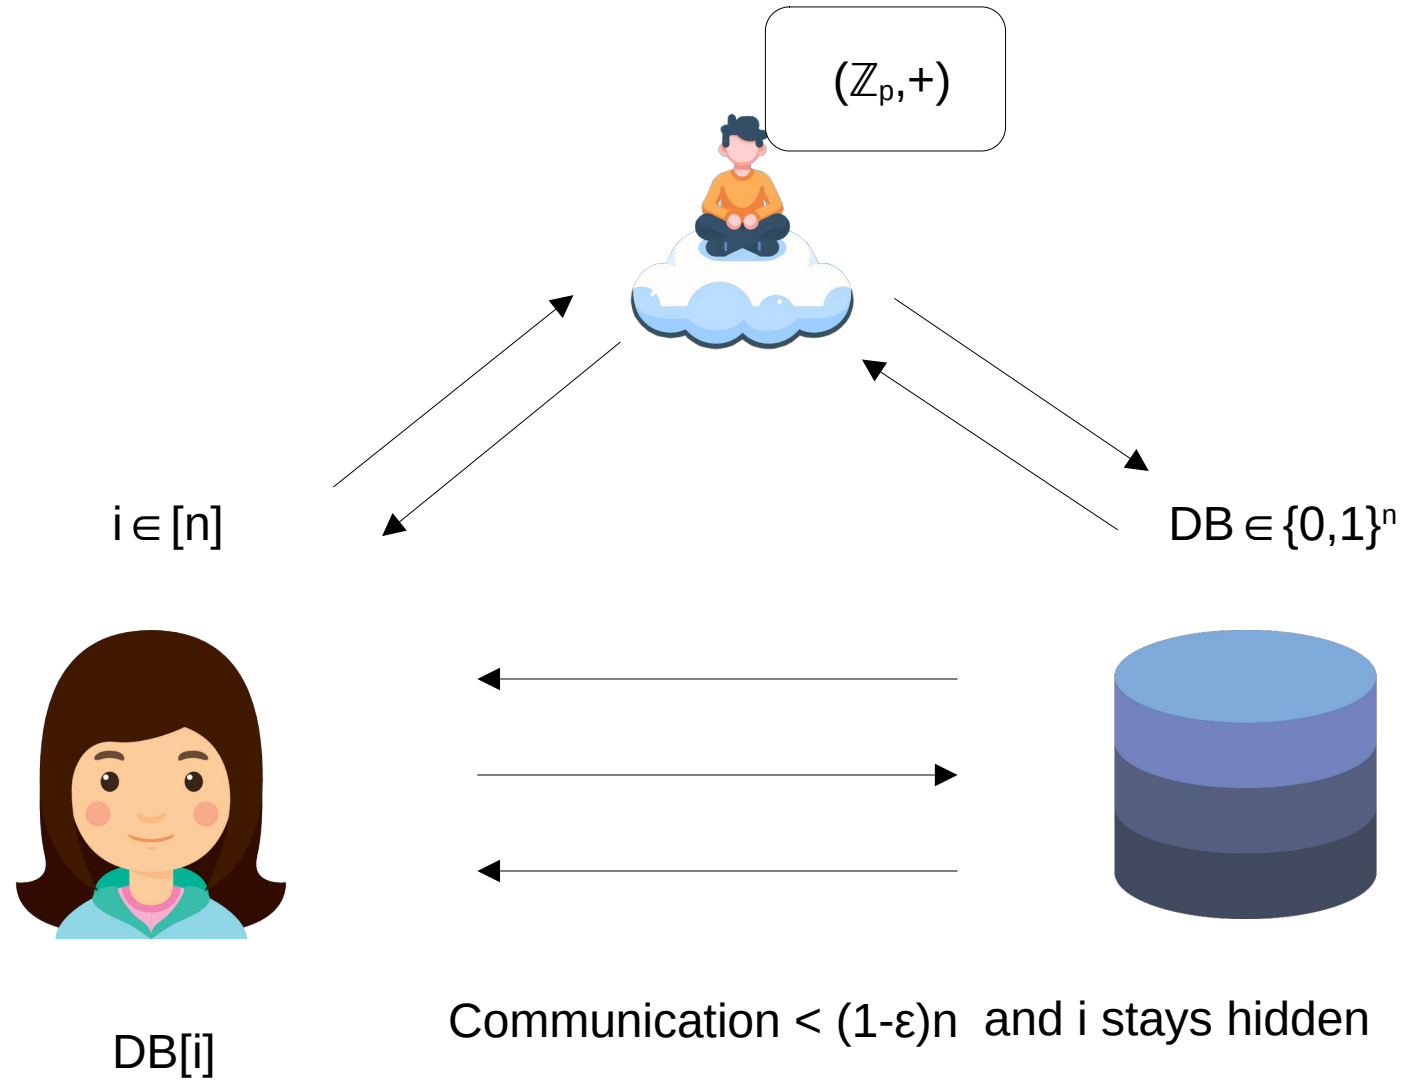 (ℤₚ,+)
i ∈ [n]
DB ∈ {0,1}ⁿ
Communication < (1-ε)n and i stays hidden
DB[i]